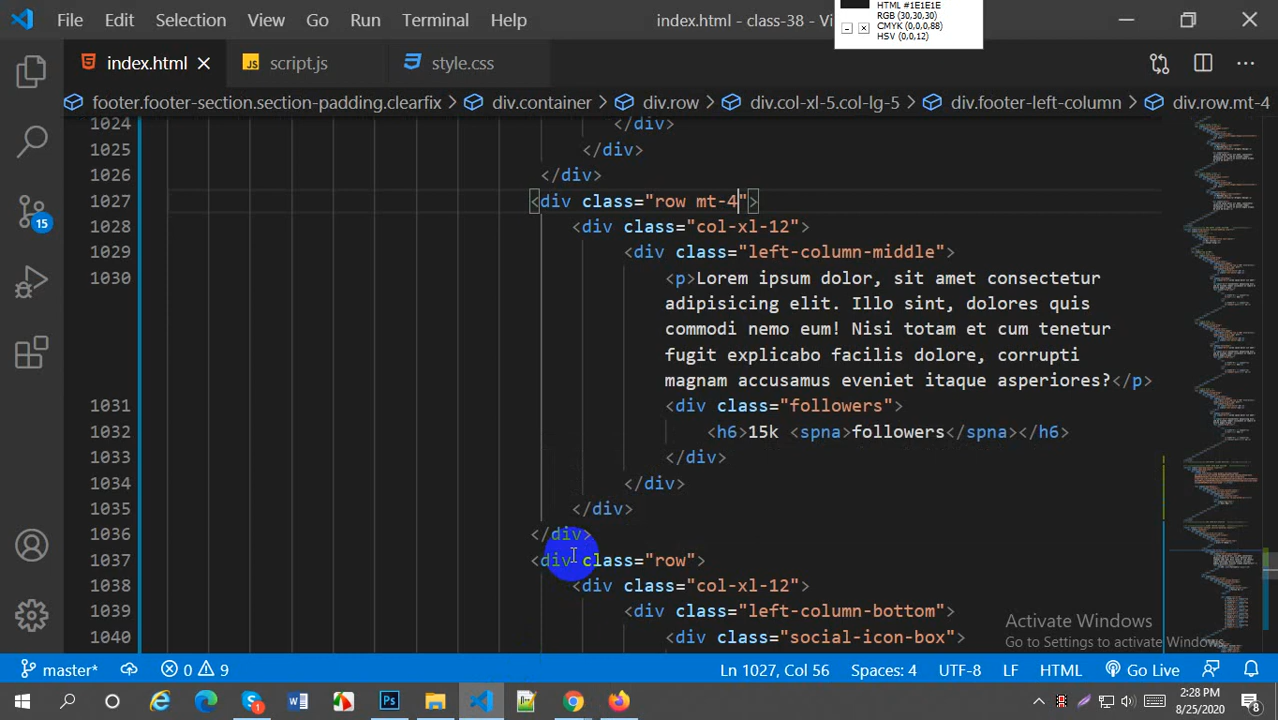 HTML #1E1E1E
RGB (30,30,30)
CMYK (0,0,0,88)
HSV (0,0,12)
File Edit Selection View Go Run Terminal Help index.html - class-38 - Vi
index.html JS script.js style.css
footer.footer-section.section-padding.clearfix > div.container > div.row > div.col-xl-5.col-lg-5 > div.footer-left-column > div.row.mt-4
1024 </div>
1025 </div>
1026 </div>
1027 <div class="row mt-4">
1028 <div class="col-xl-12">
1029 <div class="left-column-middle">
1030 <p>Lorem ipsum dolor, sit amet consectetur
adipisicing elit. Illo sint, dolores quis
commodi nemo eum! Nisi totam et cum tenetur
fugit explicabo facilis dolore, corrupti
magnam accusamus eveniet itaque asperiores?</p>
1031 <div class="followers">
1032 <h6>15k <spna>followers</spna></h6>
1033 </div>
1034 </div>
1035 </div>
1036 </div>
1037 <div class="row">
1038 <div class="col-xl-12">
1039 <div class="left-column-bottom">
1040 <div class="social-icon-box">
15
Activate Windows
Go to Settings to activate Windows.
master* 0 9 Ln 1027, Col 56 Spaces: 4 UTF-8 LF HTML Go Live
2:28 PM
8/25/2020